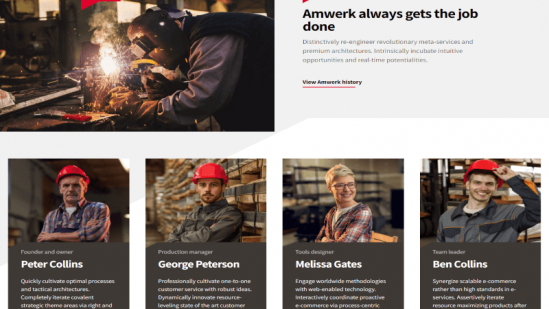 Amwerk always gets the job
done
Distinctively re-engineer revolutionary meta-services and
premium architectures. Intrinsically incubate intuitive
opportunities and real-time potentialities.
View Amwerk history
Founder and owner
Peter Collins
Quickly cultivate optimal processes
and tactical architectures.
Completely iterate covalent
strategic theme areas via right and
Production manager
George Peterson
Professionally cultivate one-to-one
customer service with robust ideas.
Dynamically innovate resource-
leveling state of the art customer
Tools designer
Melissa Gates
Engage worldwide methodologies
with web-enabled technology.
Interactively coordinate proactive
e-commerce via process-centric
Team leader
Ben Collins
Synergize scalable e-commerce
rather than high standards in e-
services. Assertively iterate
resource maximizing products after